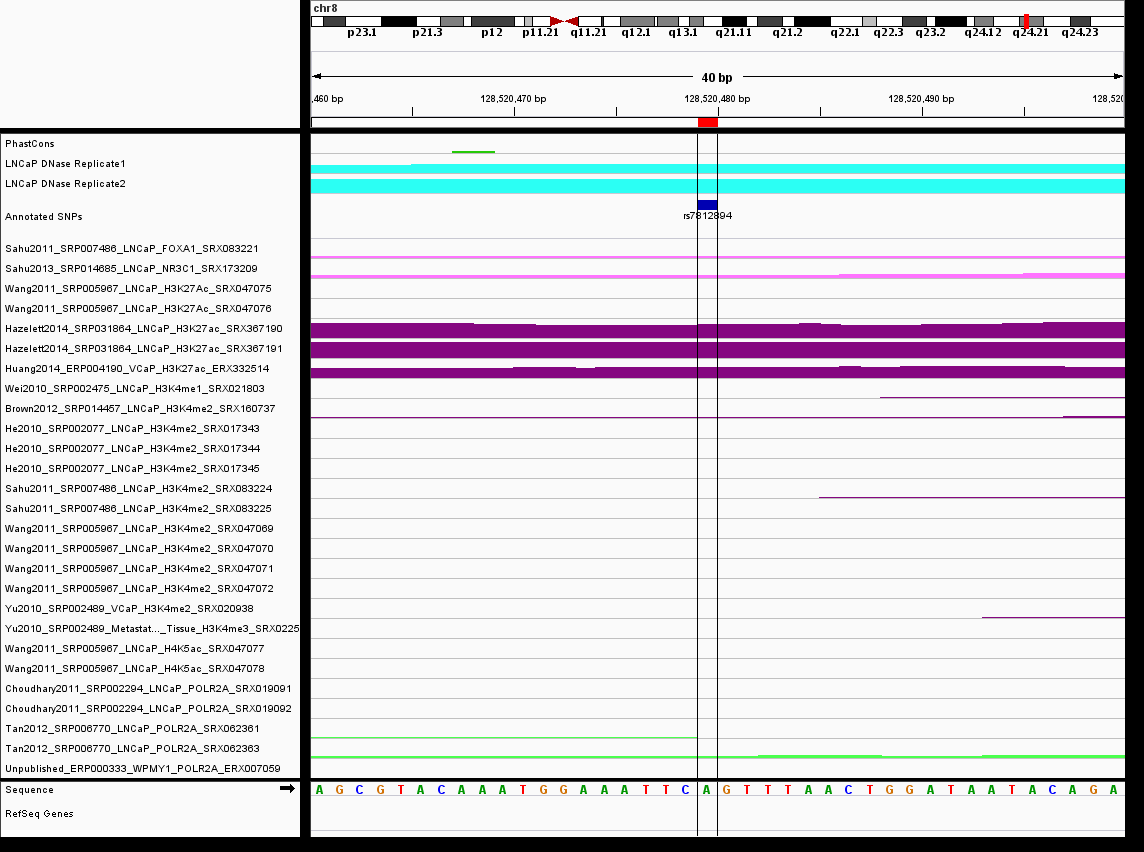 chr8
p23.1 p21.3 p12 p11.21 q11.21 q12.1 q13.1 q21.11 q21.2 q22.1 q22.3 q23.2 q24.12 q24.21 q24.23
40 bp
,460 bp 128,520,470 bp 128,520,480 bp 128,520,490 bp 128,520
PhastCons
LNCaP DNase Replicate1
LNCaP DNase Replicate2
Annotated SNPs
rs7812894
Sahu2011_SRP007486_LNCaP_FOXA1_SRX083221
Sahu2013_SRP014685_LNCaP_NR3C1_SRX173209
Wang2011_SRP005967_LNCaP_H3K27Ac_SRX047075
Wang2011_SRP005967_LNCaP_H3K27Ac_SRX047076
Hazelett2014_SRP031864_LNCaP_H3K27ac_SRX367190
Hazelett2014_SRP031864_LNCaP_H3K27ac_SRX367191
Huang2014_ERP004190_VCaP_H3K27ac_ERX332514
Wei2010_SRP002475_LNCaP_H3K4me1_SRX021803
Brown2012_SRP014457_LNCaP_H3K4me2_SRX160737
He2010_SRP002077_LNCaP_H3K4me2_SRX017343
He2010_SRP002077_LNCaP_H3K4me2_SRX017344
He2010_SRP002077_LNCaP_H3K4me2_SRX017345
Sahu2011_SRP007486_LNCaP_H3K4me2_SRX083224
Sahu2011_SRP007486_LNCaP_H3K4me2_SRX083225
Wang2011_SRP005967_LNCaP_H3K4me2_SRX047069
Wang2011_SRP005967_LNCaP_H3K4me2_SRX047070
Wang2011_SRP005967_LNCaP_H3K4me2_SRX047071
Wang2011_SRP005967_LNCaP_H3K4me2_SRX047072
Yu2010_SRP002489_VCaP_H3K4me2_SRX020938
Yu2010_SRP002489_Metastat..._Tissue_H3K4me3_SRX0225
Wang2011_SRP005967_LNCaP_H4K5ac_SRX047077
Wang2011_SRP005967_LNCaP_H4K5ac_SRX047078
Choudhary2011_SRP002294_LNCaP_POLR2A_SRX019091
Choudhary2011_SRP002294_LNCaP_POLR2A_SRX019092
Tan2012_SRP006770_LNCaP_POLR2A_SRX062361
Tan2012_SRP006770_LNCaP_POLR2A_SRX062363
Unpublished_ERP000333_WPMY1_POLR2A_ERX007059
Sequence A G C G T A C A A A T G G A A A T T C A G T T T A A C T G G A T A A T A C A G A
RefSeq Genes